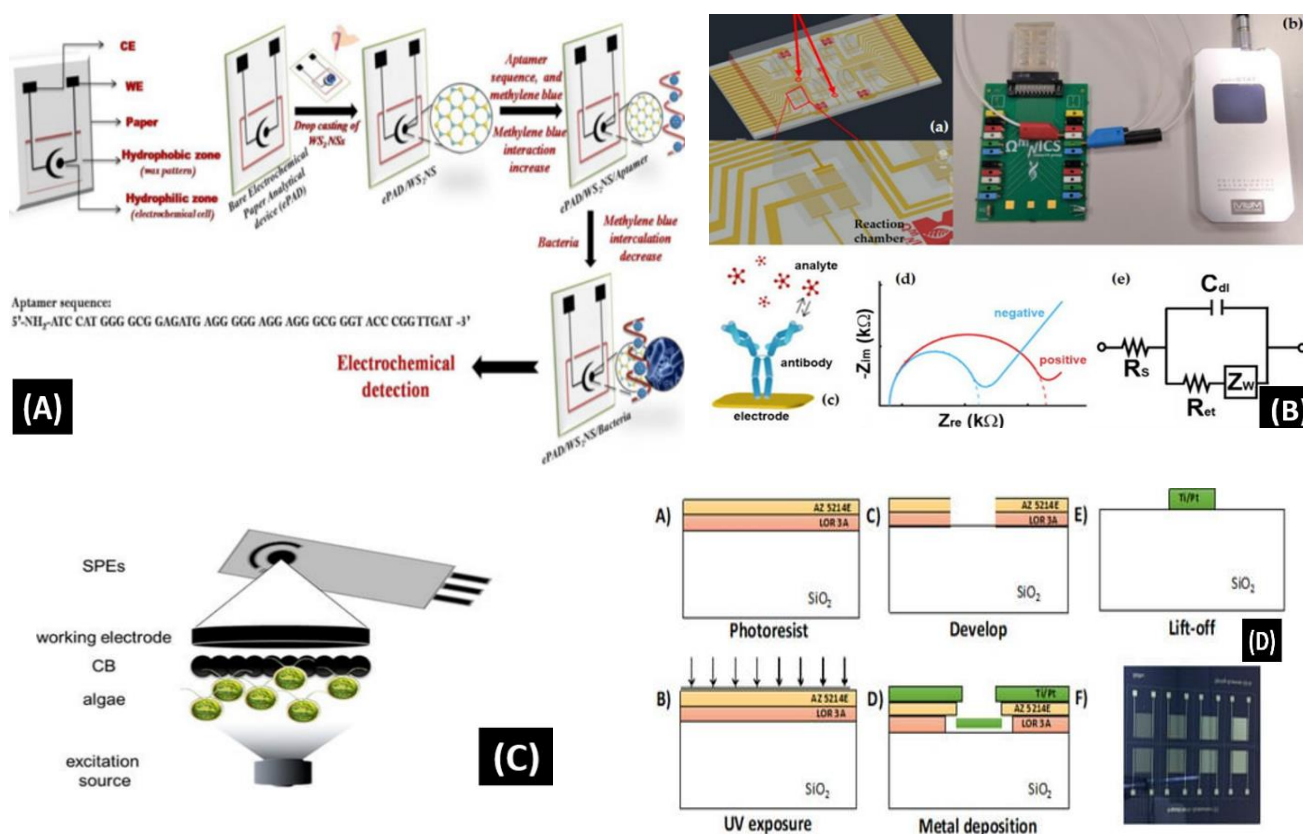 CE
WE
Paper
Hydrophobic zone
(wax pattern)
Hydrophilic zone
(electrochemical cell)
Bare Electrochemical
Paper Analytical
device (ePAD)
Drop casting of
WS₂NSs
ePAD/WS₂NS
Aptamer
sequence, and
methylene blue
Methylene blue
interaction
increase
ePAD/WS₂NS/Aptamer
Bacteria
Methylene blue
intercalation
decrease
Aptamer sequence:
5'-NH₂-ATC CAT GGG GCG GAGATG AGG GGG AGG AGG GCG GGT ACC CGG TTGAT -3'
Electrochemical
detection
ePAD/WS₂NS/Bacteria
(A)
(a)
Reaction
chamber
(b)
ΩmNICS
analyte
antibody
electrode
(c)
(d)
negative
positive
-Zim (kΩ)
Zre (kΩ)
(e)
Cdl
Rs
Ret
Zw
(B)
SPEs
working electrode
CB
algae
excitation
source
(C)
A)
AZ 5214E
LOR 3A
SiO₂
Photoresist
C)
AZ 5214E
LOR 3A
SiO₂
Develop
E)
Ti/Pt
SiO₂
Lift-off
(D)
B)
AZ 5214E
LOR 3A
SiO₂
UV exposure
D)
Ti/Pt
AZ 5214E
LOR 3A
SiO₂
Metal deposition
F)